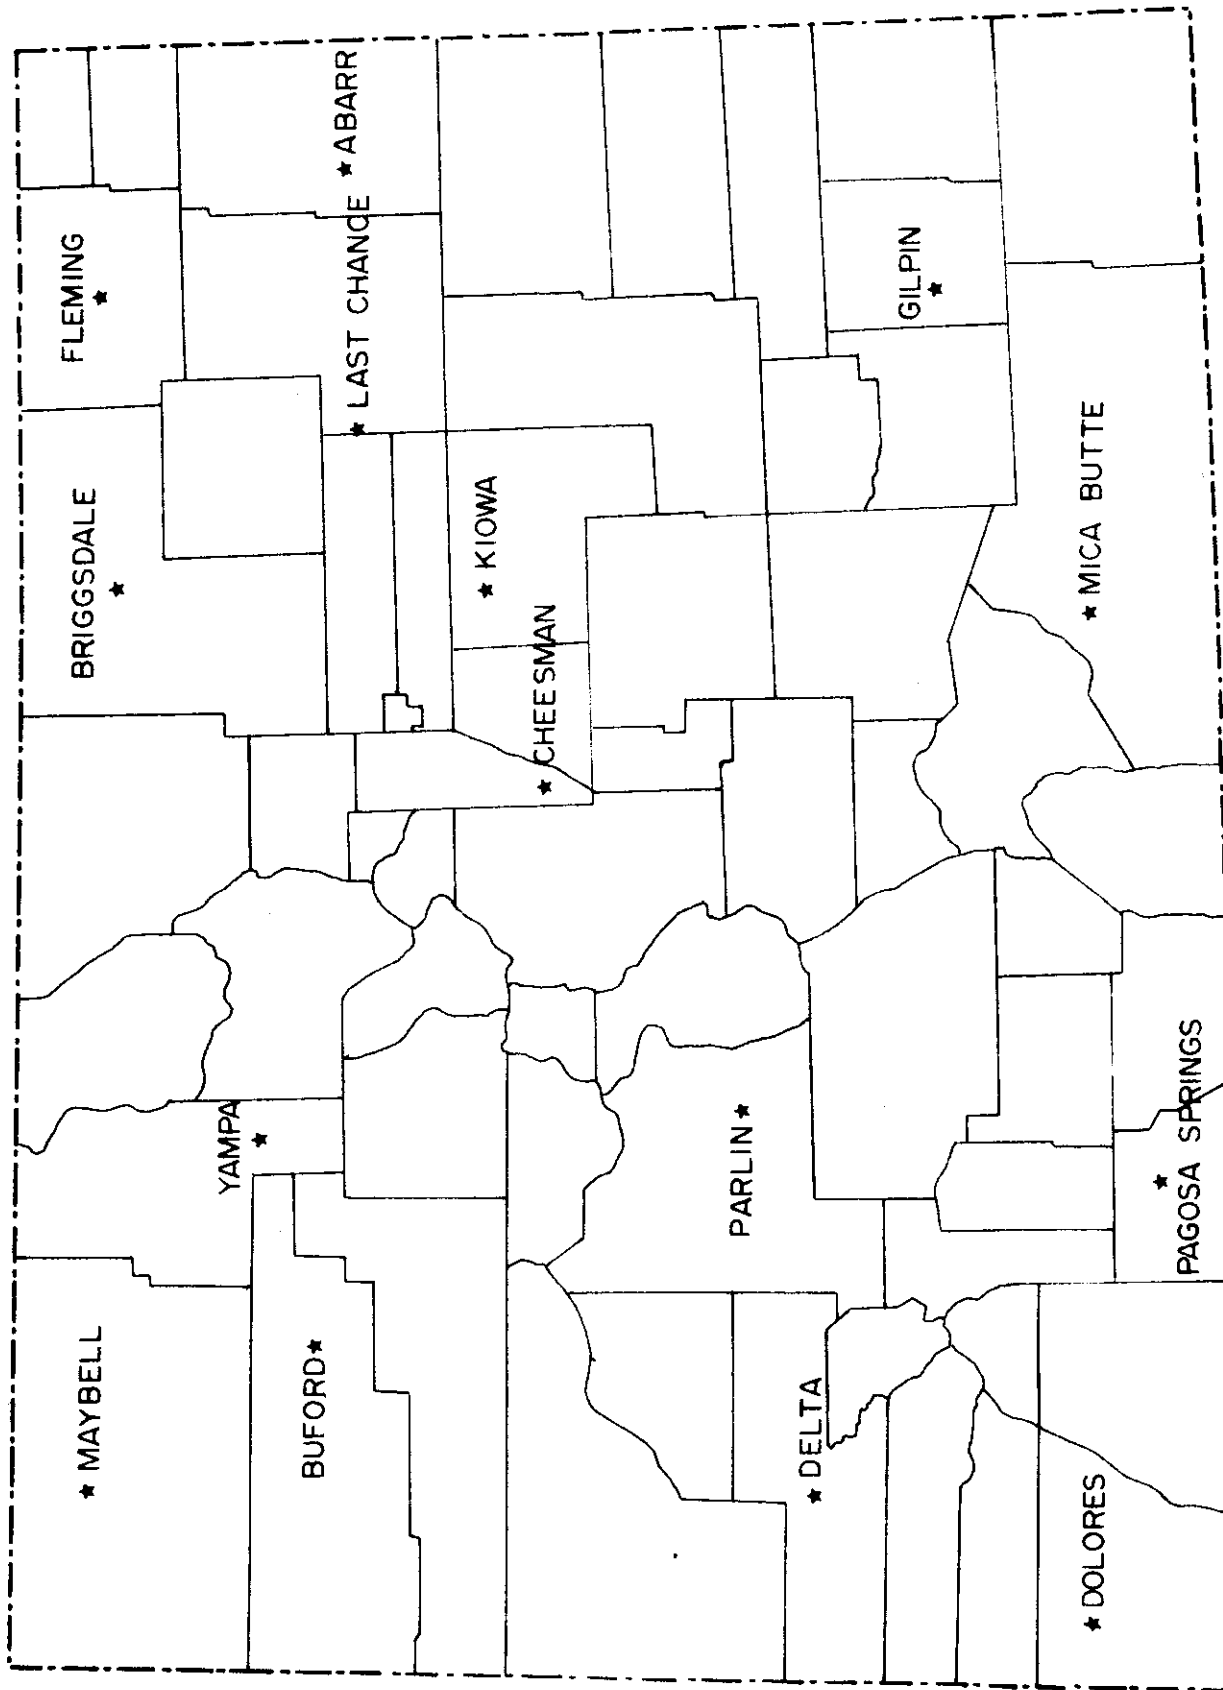 MAYBELL
YAMPA
BRIGGSDALE
FLEMING
BUFORD
LAST CHANCE
ABARR
KIOWA
CHEESMAN
PARLIN
DELTA
GILPIN
DOLORES
PAGOSA SPRINGS
MICA BUTTE